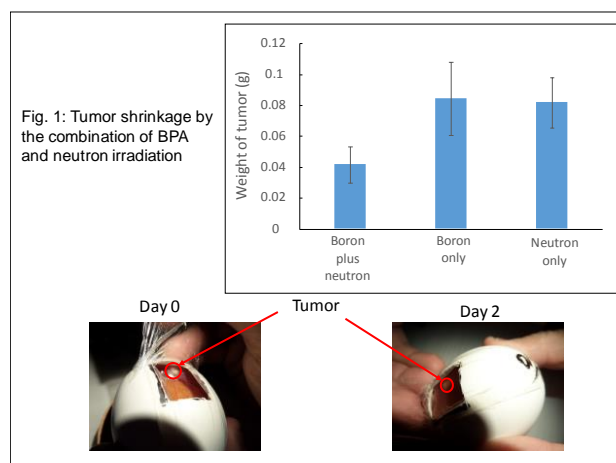 Fig. 1: Tumor shrinkage by
the combination of BPA
and neutron irradiation
Weight of tumor (g)
0.12
0.1
0.08
0.06
0.04
0.02
0
Boron
plus
neutron
Boron
only
Neutron
only
Day 0
Tumor
Day 2